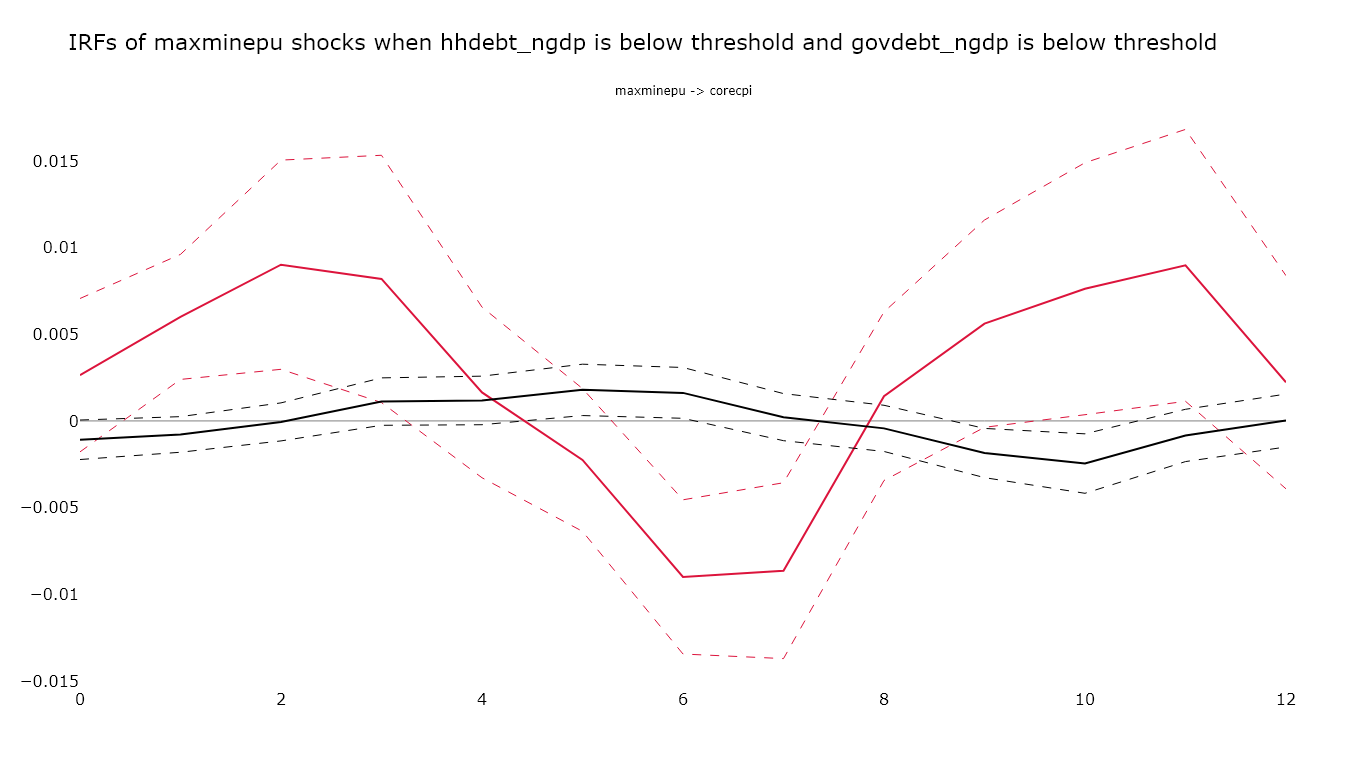 IRFs of maxminepu shocks when hhdebt_ngdp is below threshold and govdebt_ngdp is below threshold
maxminepu -> corecpi
0.015
0.01
0.005
0
−0.005
−0.01
−0.015
0 2 4 6 8 10 12